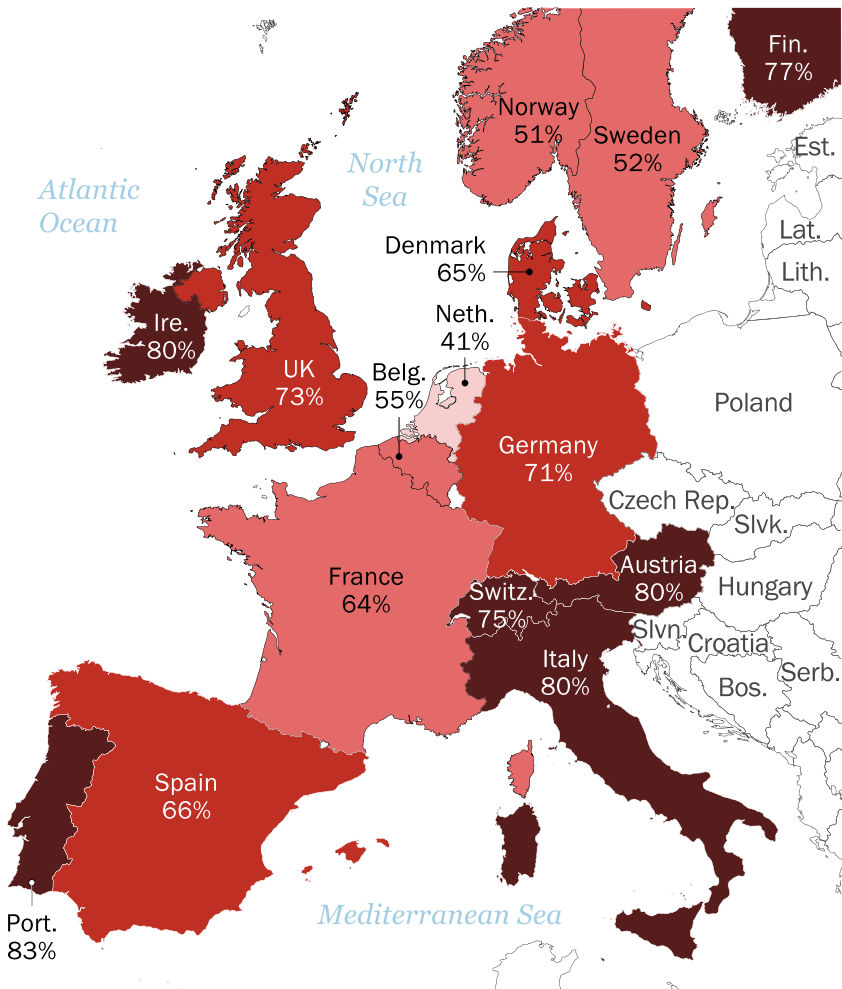 Fin.
77%
Norway
51%
Sweden
52%
Est.
North
Sea
Atlantic
Ocean
Lat.
Denmark
65%
Lith.
Neth.
41%
Ire.
80%
UK
73%
Belg.
55%
Poland
Germany
71%
Czech Rep.
Slvk.
France
64%
Austria
80%
Switz.
75%
Hungary
Slvn.
Croatia
Italy
80%
Serb.
Bos.
Spain
66%
Mediterranean Sea
Port.
83%